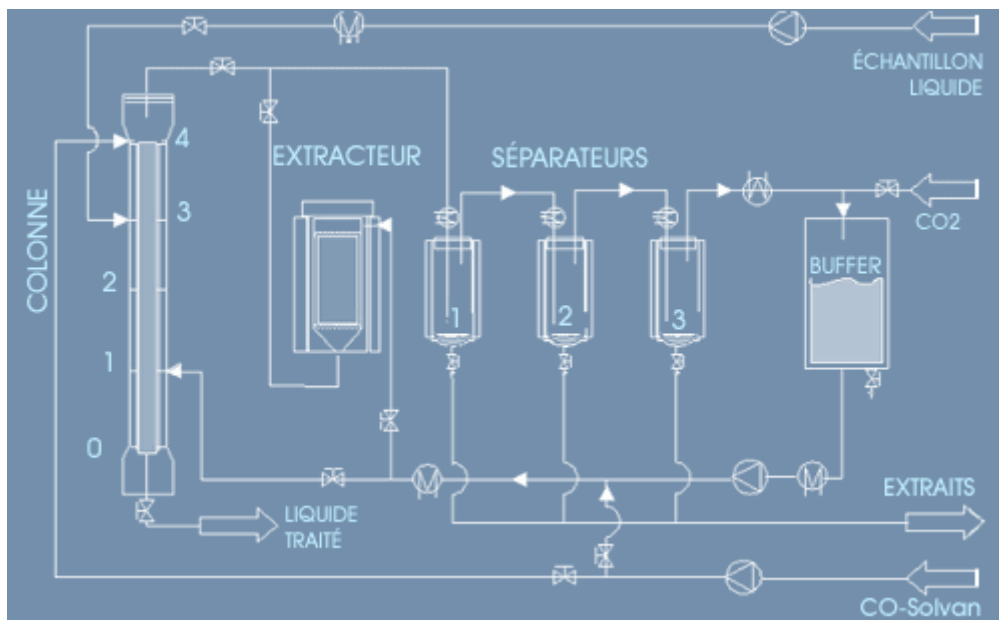 ÉCHANTILLON
LIQUIDE
4
EXTRACTEUR
SÉPARATEURS
3
CO2
COLONNE
2
BUFFER
1
1
2
3
0
EXTRAITS
LIQUIDE
TRAITÉ
CO-Solvan